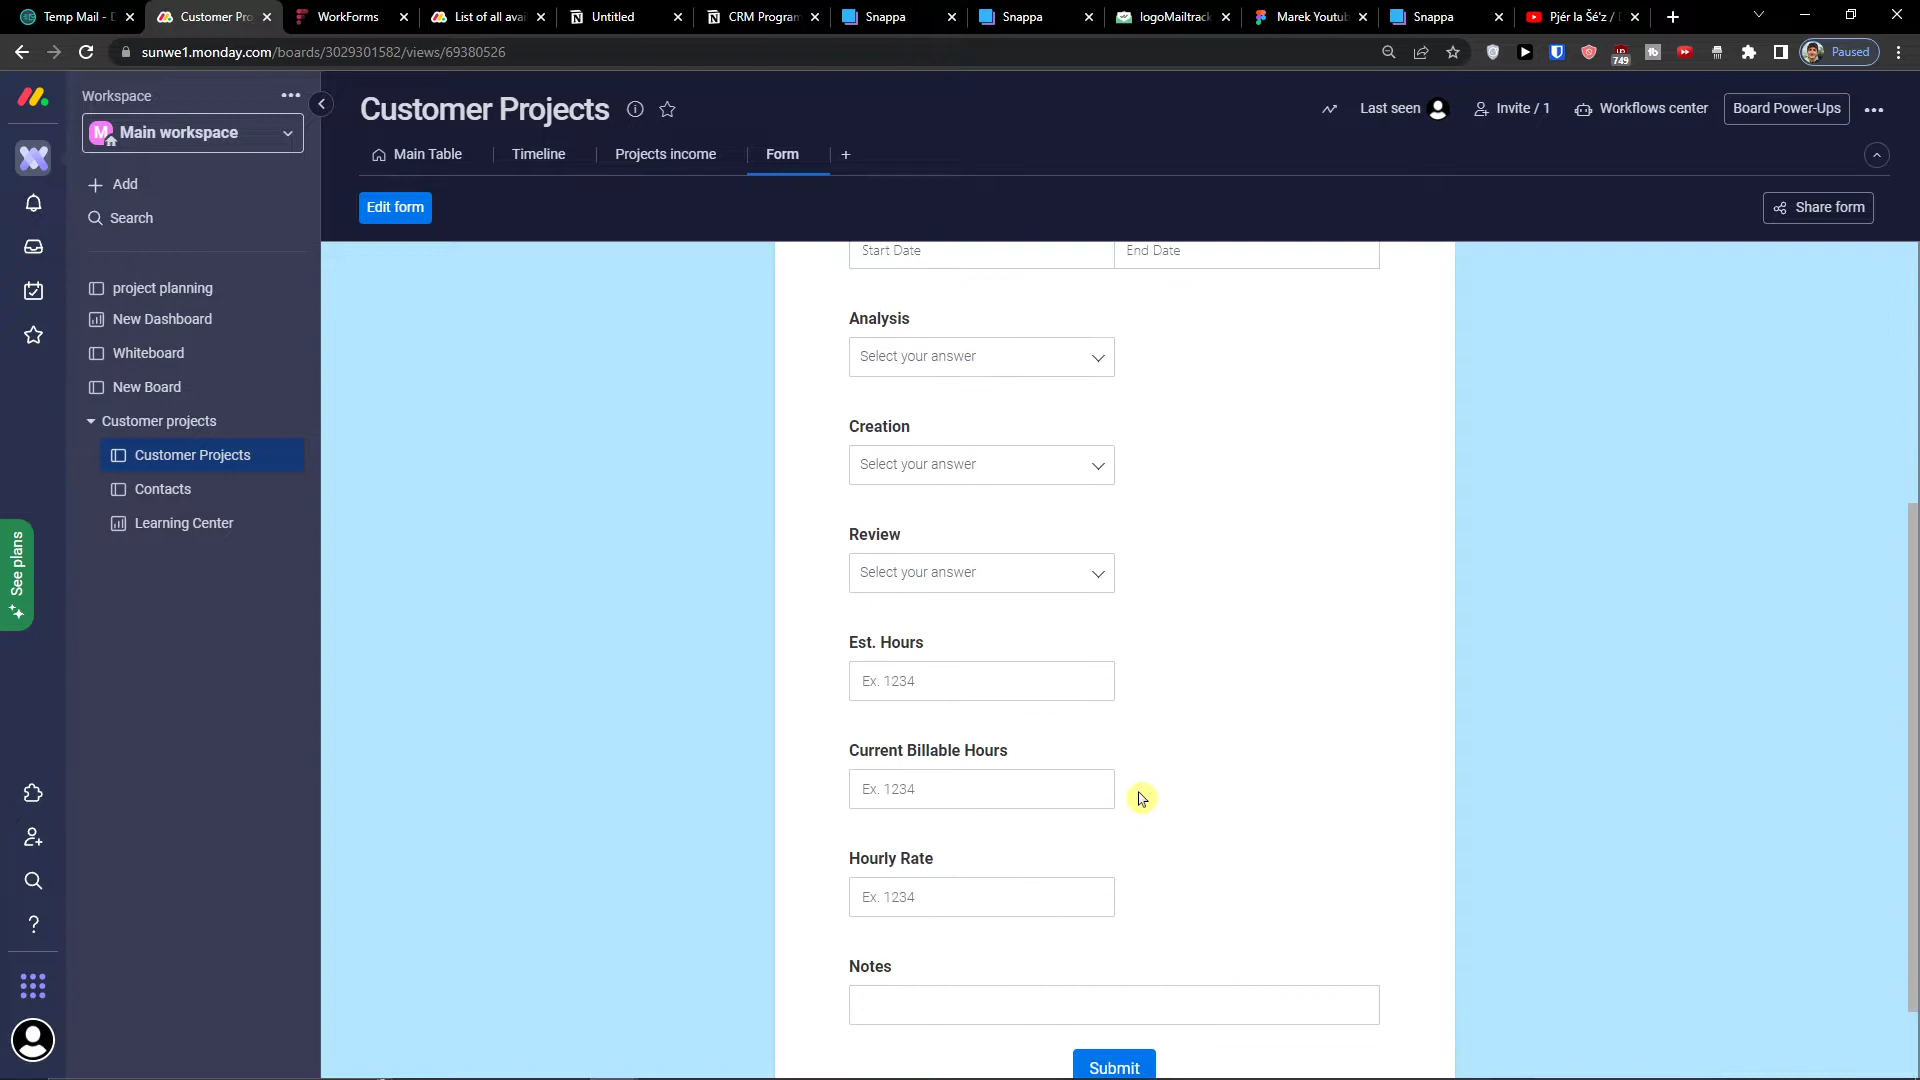 Temp Mail - D
Customer Pro
WorkForms
List of all avai
Untitled
CRM Program
Snappa
Snappa
logoMailtrack
Marek Youtub
Snappa
Pjér la Šé'z /
sunwe1.monday.com/boards/3029301582/views/69380526
749
Paused
Workspace
M
Main workspace
Add
Search
project planning
New Dashboard
Whiteboard
New Board
Customer projects
Customer Projects
Contacts
Learning Center
See plans
Customer Projects
Last seen
Invite / 1
Workflows center
Board Power-Ups
Main Table
Timeline
Projects income
Form
Edit form
Share form
Start Date
End Date
Analysis
Select your answer
Creation
Select your answer
Review
Select your answer
Est. Hours
Ex. 1234
Current Billable Hours
Ex. 1234
Hourly Rate
Ex. 1234
Notes
Submit